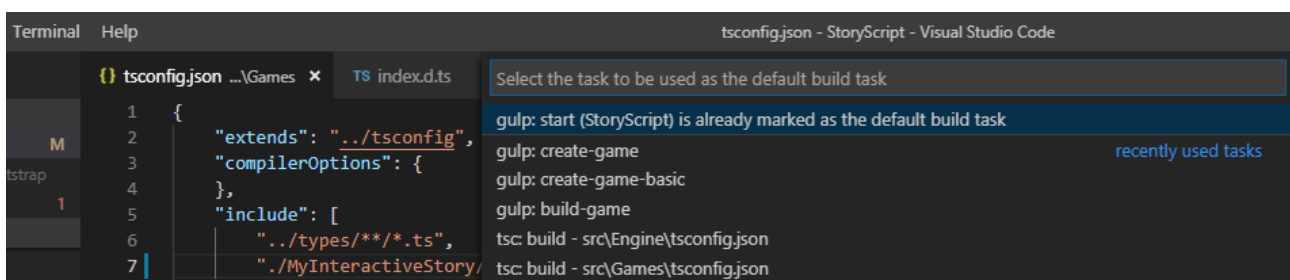 Terminal Help tsconfig.json - StoryScript - Visual Studio Code
{} tsconfig.json ...\Games × TS index.d.ts
Select the task to be used as the default build task
gulp: start (StoryScript) is already marked as the default build task
gulp: create-game recently used tasks
gulp: create-game-basic
gulp: build-game
tsc: build - src\Engine\tsconfig.json
tsc: build - src\Games\tsconfig.json
M
tstrap
1
1 {
2 "extends": "../tsconfig",
3 "compilerOptions": {
4 },
5 "include": [
6 "../types/**/*.ts",
7 "./MyInteractiveStory/